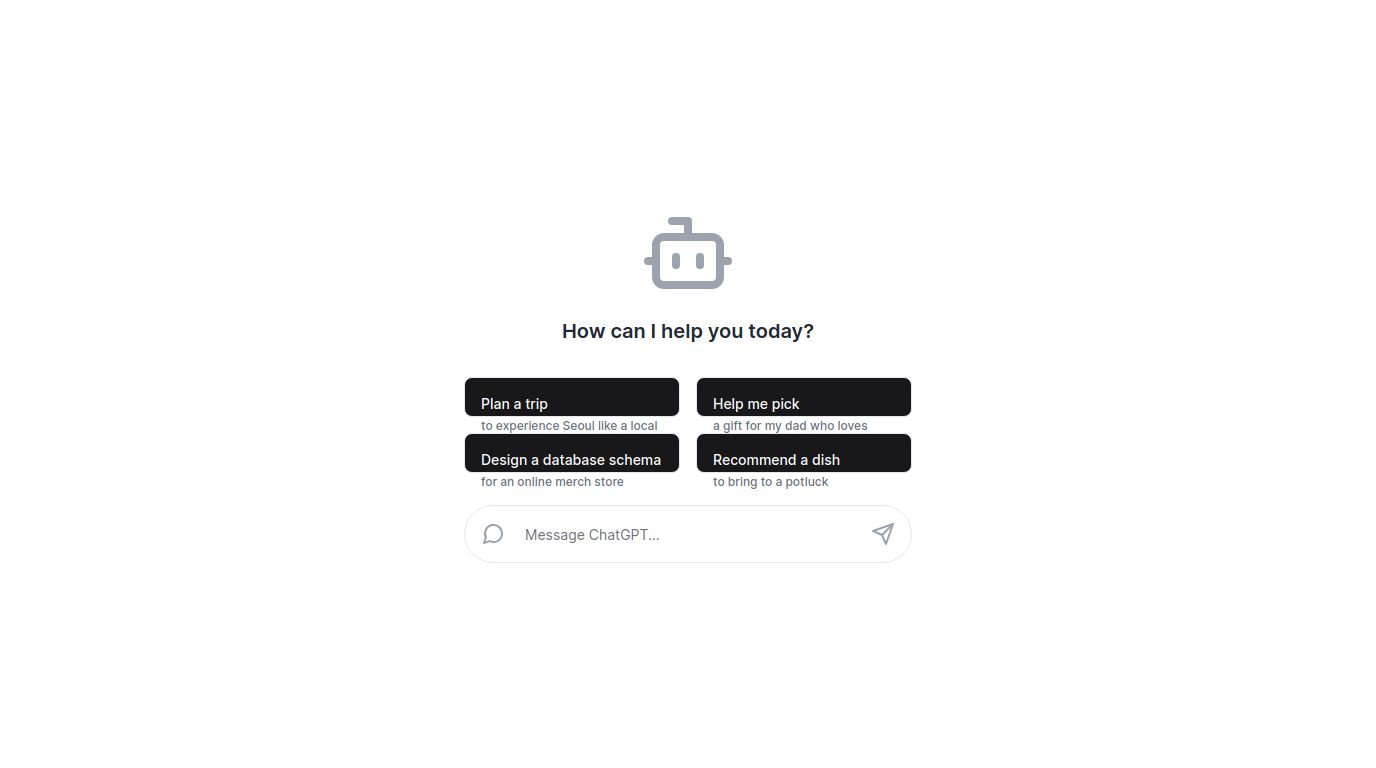 How can I help you today?
Plan a trip
to experience Seoul like a local
Help me pick
a gift for my dad who loves
Design a database schema
for an online merch store
Recommend a dish
to bring to a potluck
Message ChatGPT...